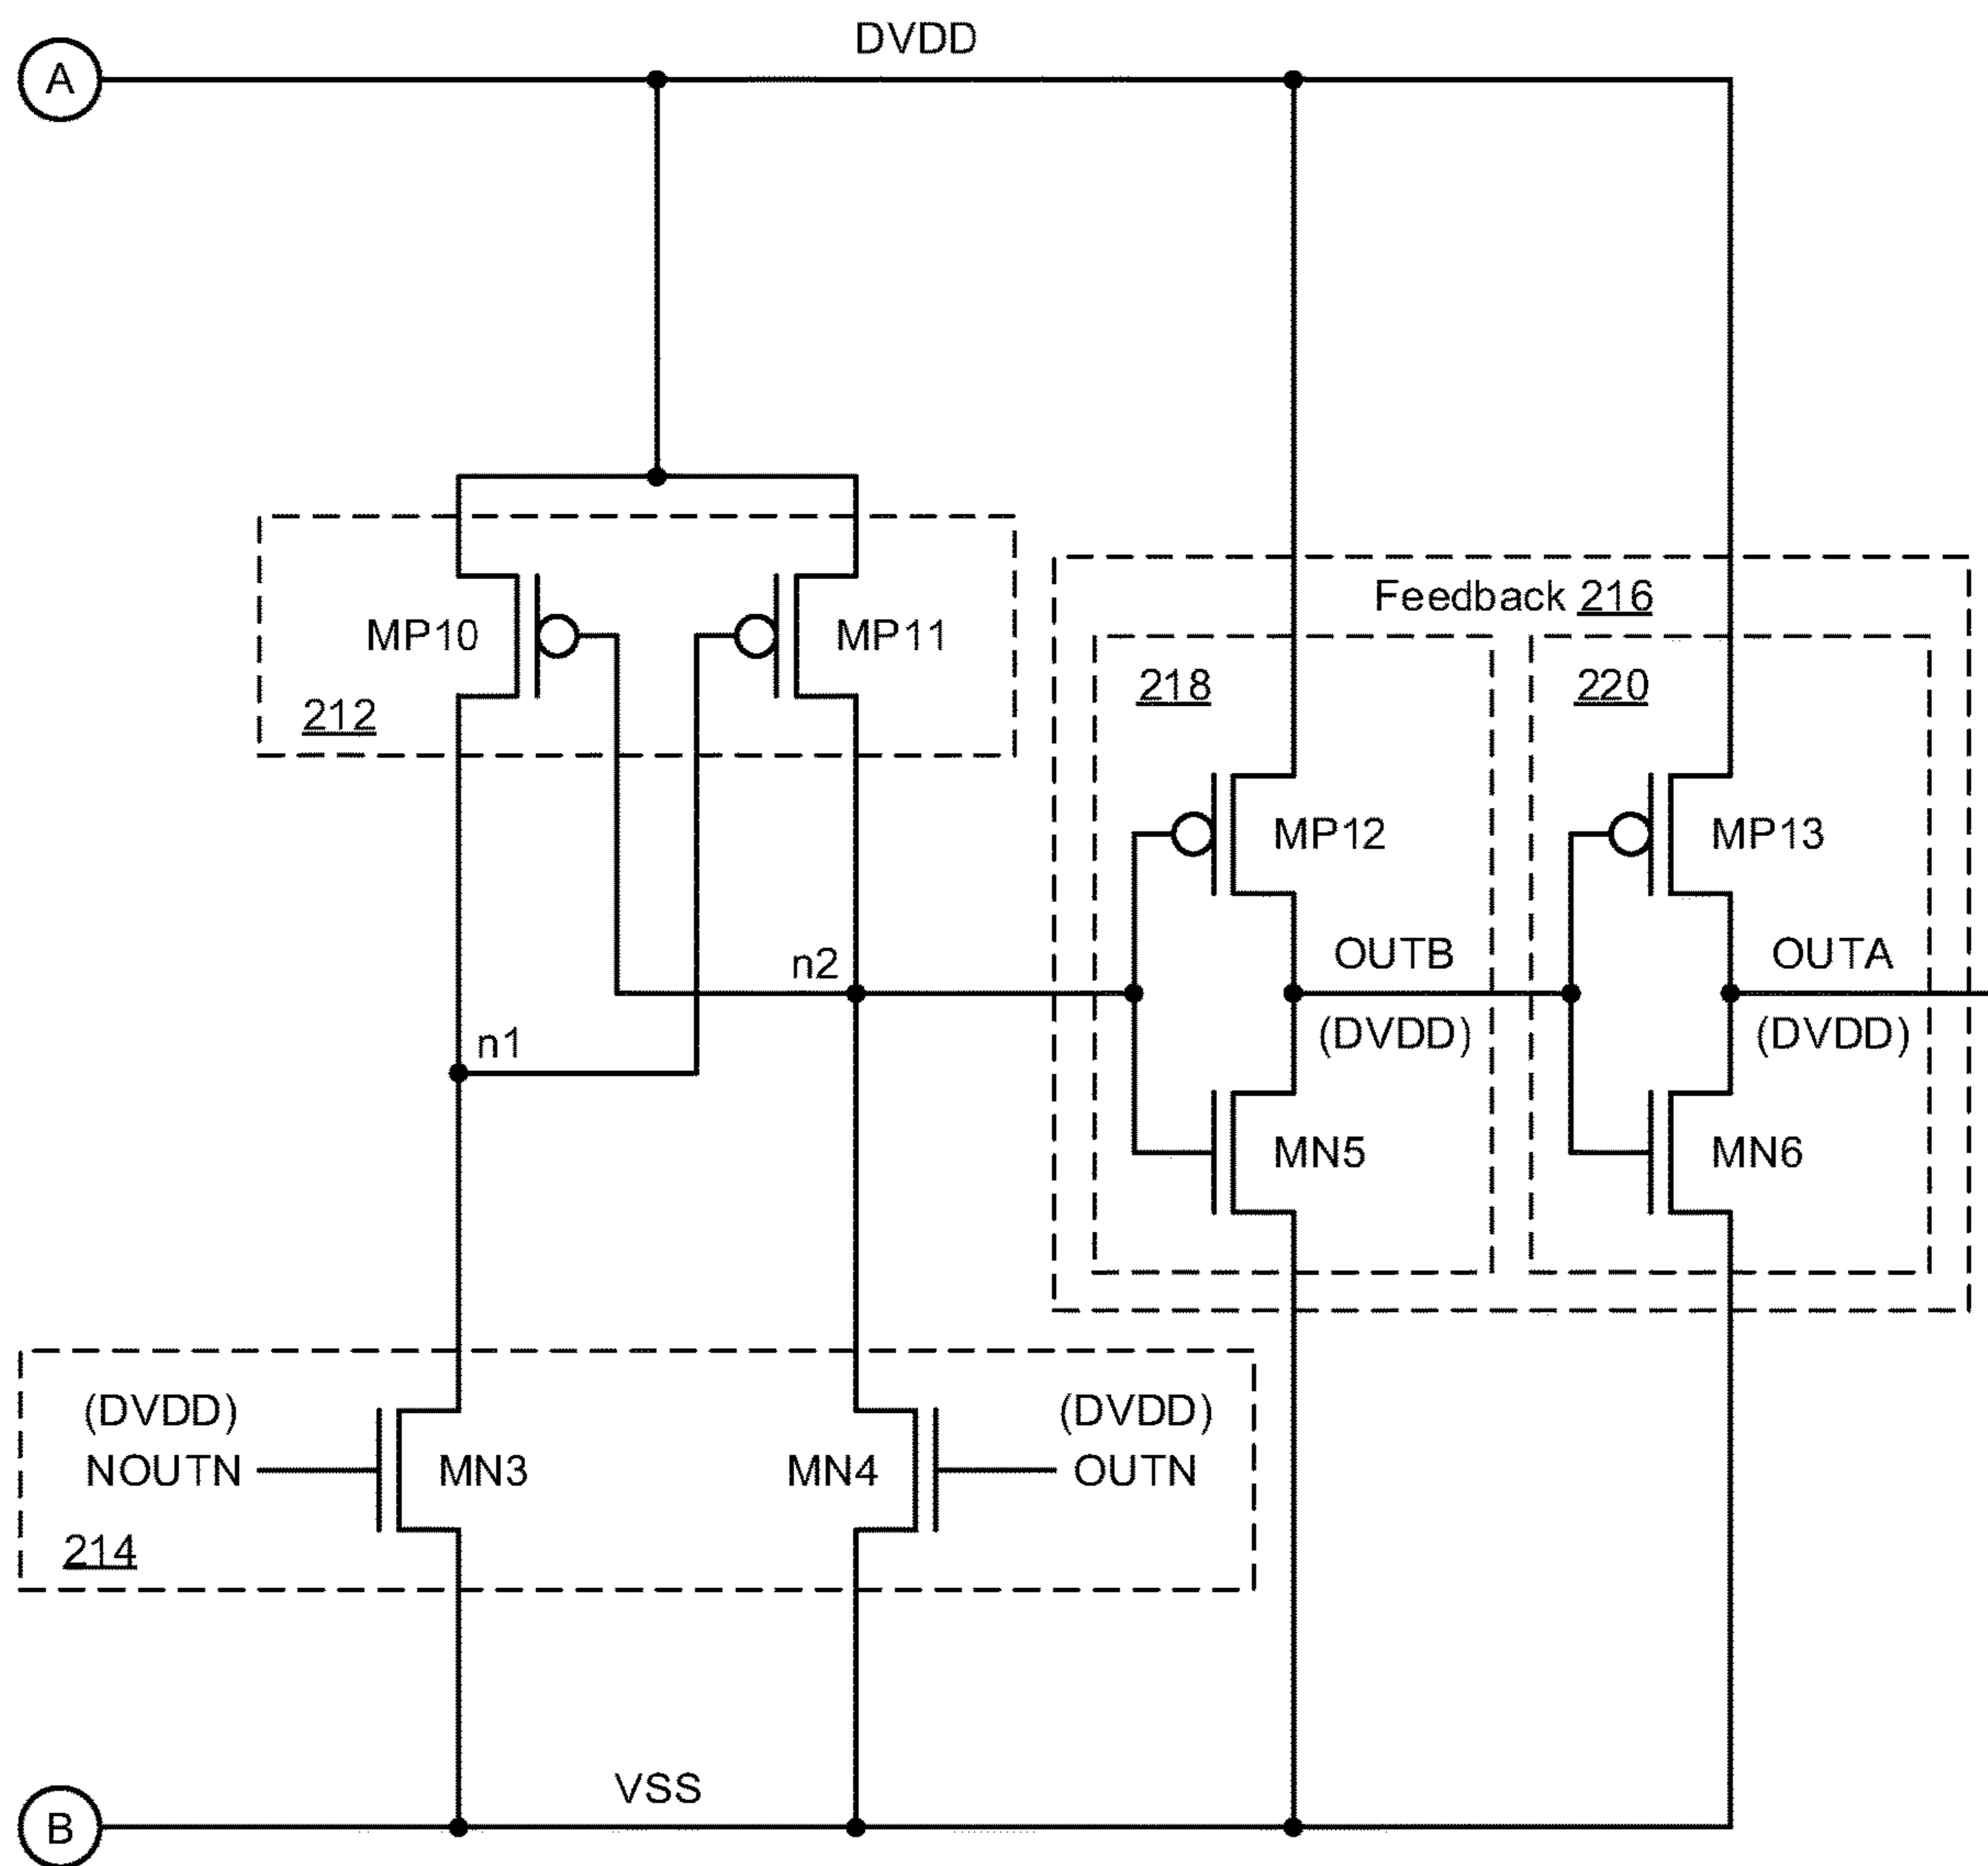 DVDD
A
Feedback 216
MP10
MP11
212
218
220
MP12
MP13
n2
OUTB
OUTA
n1
(DVDD)
(DVDD)
MN5
MN6
(DVDD)
(DVDD)
NOUTN
MN3
MN4
OUTN
214
VSS
B